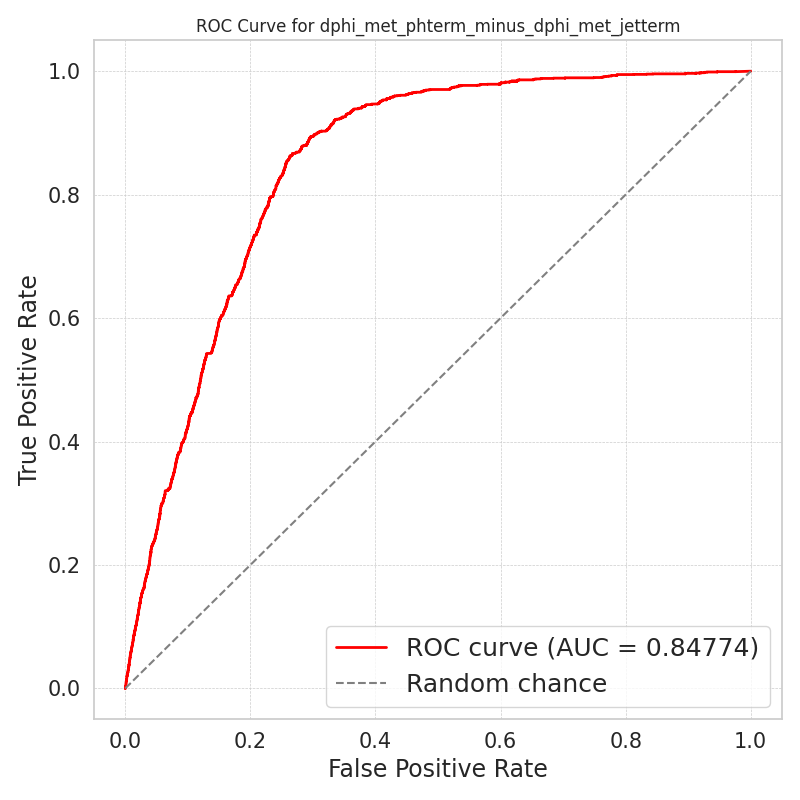 ROC Curve for dphi_met_phterm_minus_dphi_met_jetterm
True Positive Rate
1.0
0.8
0.6
0.4
0.2
0.0
ROC curve (AUC = 0.84774)
Random chance
0.0 0.2 0.4 0.6 0.8 1.0
False Positive Rate